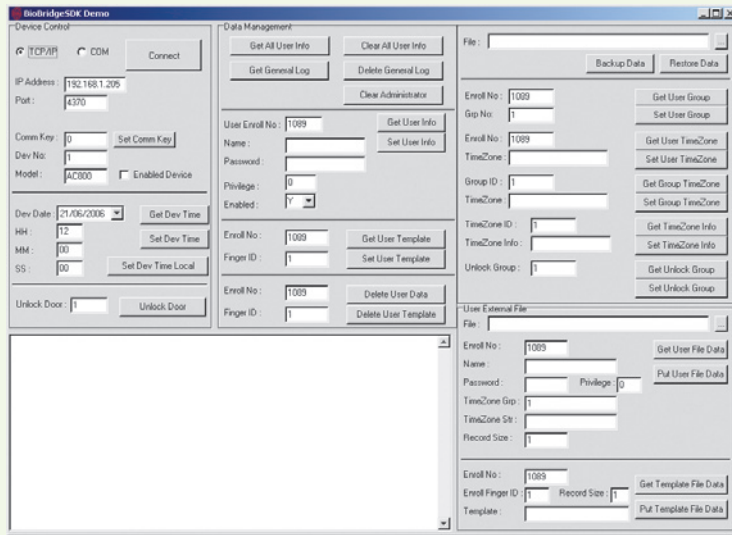 BioBridgeSDK Demo
Device Control
TCP/IP
COM
Connect
IP Address : 192.168.1.205
Port : 4370
Comm Key : 0
Set Comm Key
Dev No: 1
Model : AC800
Enabled Device
Dev Date : 21/06/2006
Get Dev Time
HH : 12
Set Dev Time
MM : 00
SS : 00
Set Dev Time Local
Unlock Door : 1
Unlock Door
Data Management
Get All User Info
Clear All User Info
Get General Log
Delete General Log
Clear Administrator
User Enroll No : 1089
Get User Info
Name :
Set User Info
Password :
Privilege : 0
Enabled : Y
Enroll No : 1089
Get User Template
Finger ID : 1
Set User Template
Enroll No : 1089
Delete User Data
Finger ID : 1
Delete User Template
File :
...
Backup Data
Restore Data
Enroll No : 1089
Get User Group
Grp No: 1
Set User Group
Enroll No : 1089
Get User TimeZone
TimeZone :
Set User TimeZone
Group ID : 1
Get Group TimeZone
TimeZone :
Set Group TimeZone
TimeZone ID : 1
Get TimeZone Info
TimeZone Info :
Set TimeZone Info
Unlock Group : 1
Get Unlock Group
Set Unlock Group
User External File
File :
...
Enroll No : 1089
Get User File Data
Name :
Put User File Data
Password :
Privilege : 0
TimeZone Grp : 1
TimeZone Str :
Record Size : 1
Enroll No : 1089
Get Template File Data
Enroll Finger ID : 1
Record Size : 1
Template :
Put Template File Data